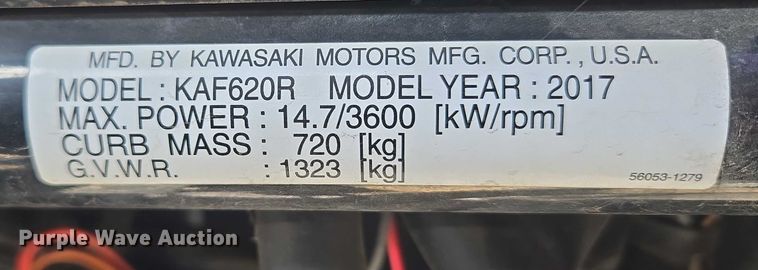 MFD. BY KAWASAKI MOTORS MFG. CORP., U.S.A.
MODEL : KAF620R MODEL YEAR : 2017
MAX. POWER : 14.7/3600 [kW/rpm]
CURB MASS : 720 [kg]
G.V.W.R. : 1323 [kg]
56053-1279
Purple Wave Auction